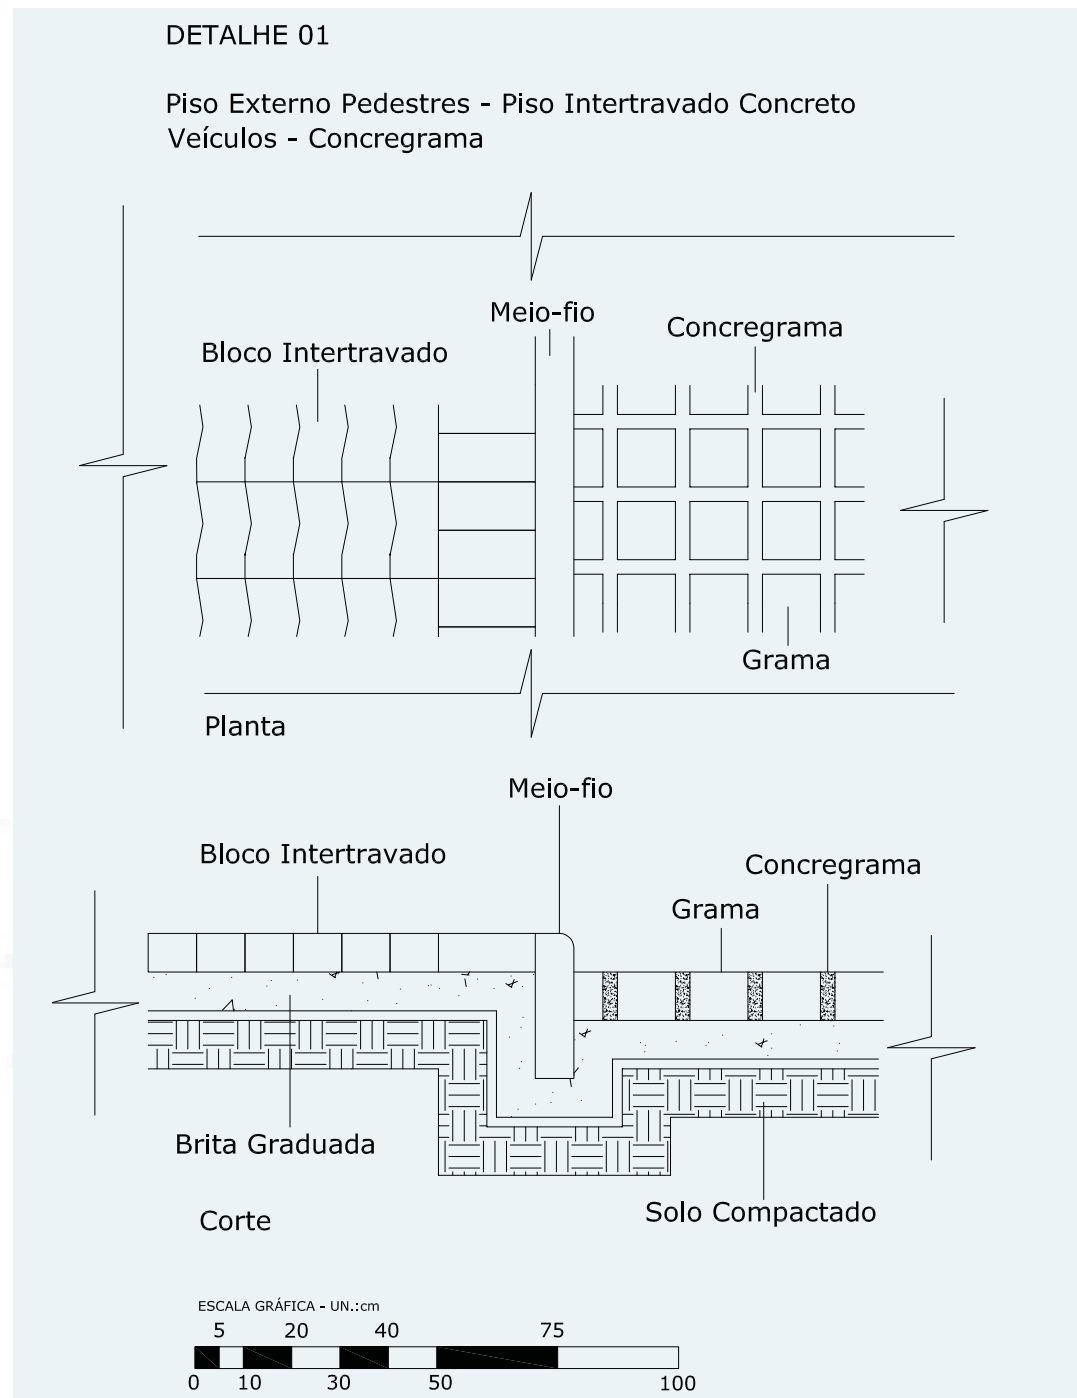 DETALHE 01
Piso Externo Pedestres - Piso Intertravado Concreto
Veículos - Concregrama
Meio-fio
Concregrama
Bloco Intertravado
Grama
Planta
Meio-fio
Bloco Intertravado
Concregrama
Grama
Brita Graduada
Solo Compactado
Corte
ESCALA GRÁFICA - UN.:cm
5 20 40 75
0 10 30 50 100